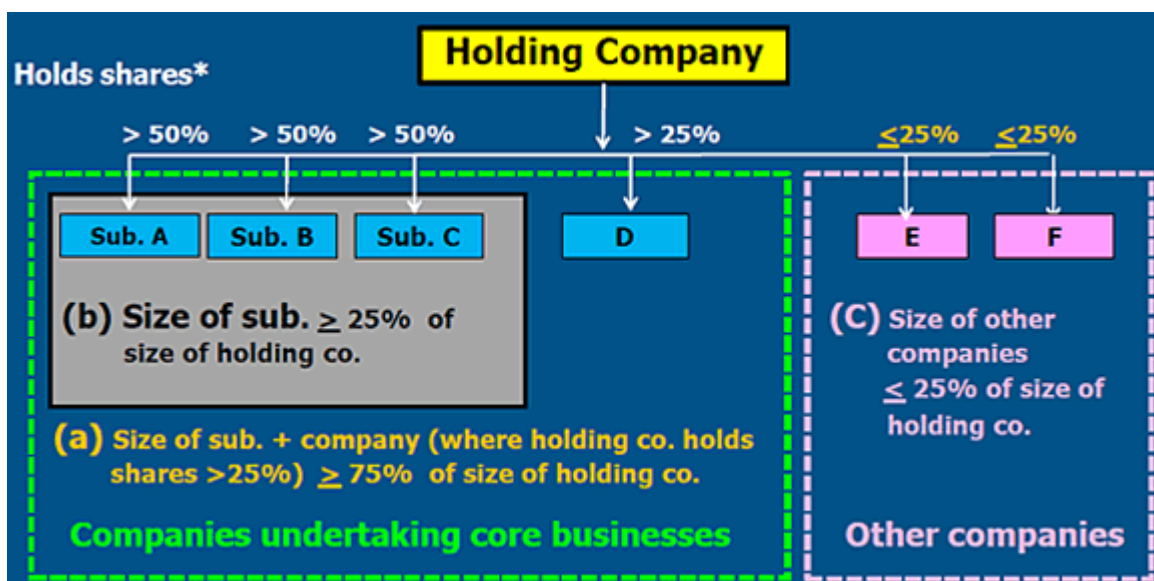 Holding Company
Holds shares*
> 50% > 50% > 50% > 25% ≤25% ≤25%
Sub. A Sub. B Sub. C D E F
(b) Size of sub. ≥ 25% of
size of holding co.
(a) Size of sub. + company (where holding co. holds
shares >25%) ≥ 75% of size of holding co.
Companies undertaking core businesses
(C) Size of other
companies
≤ 25% of size of
holding co.
Other companies